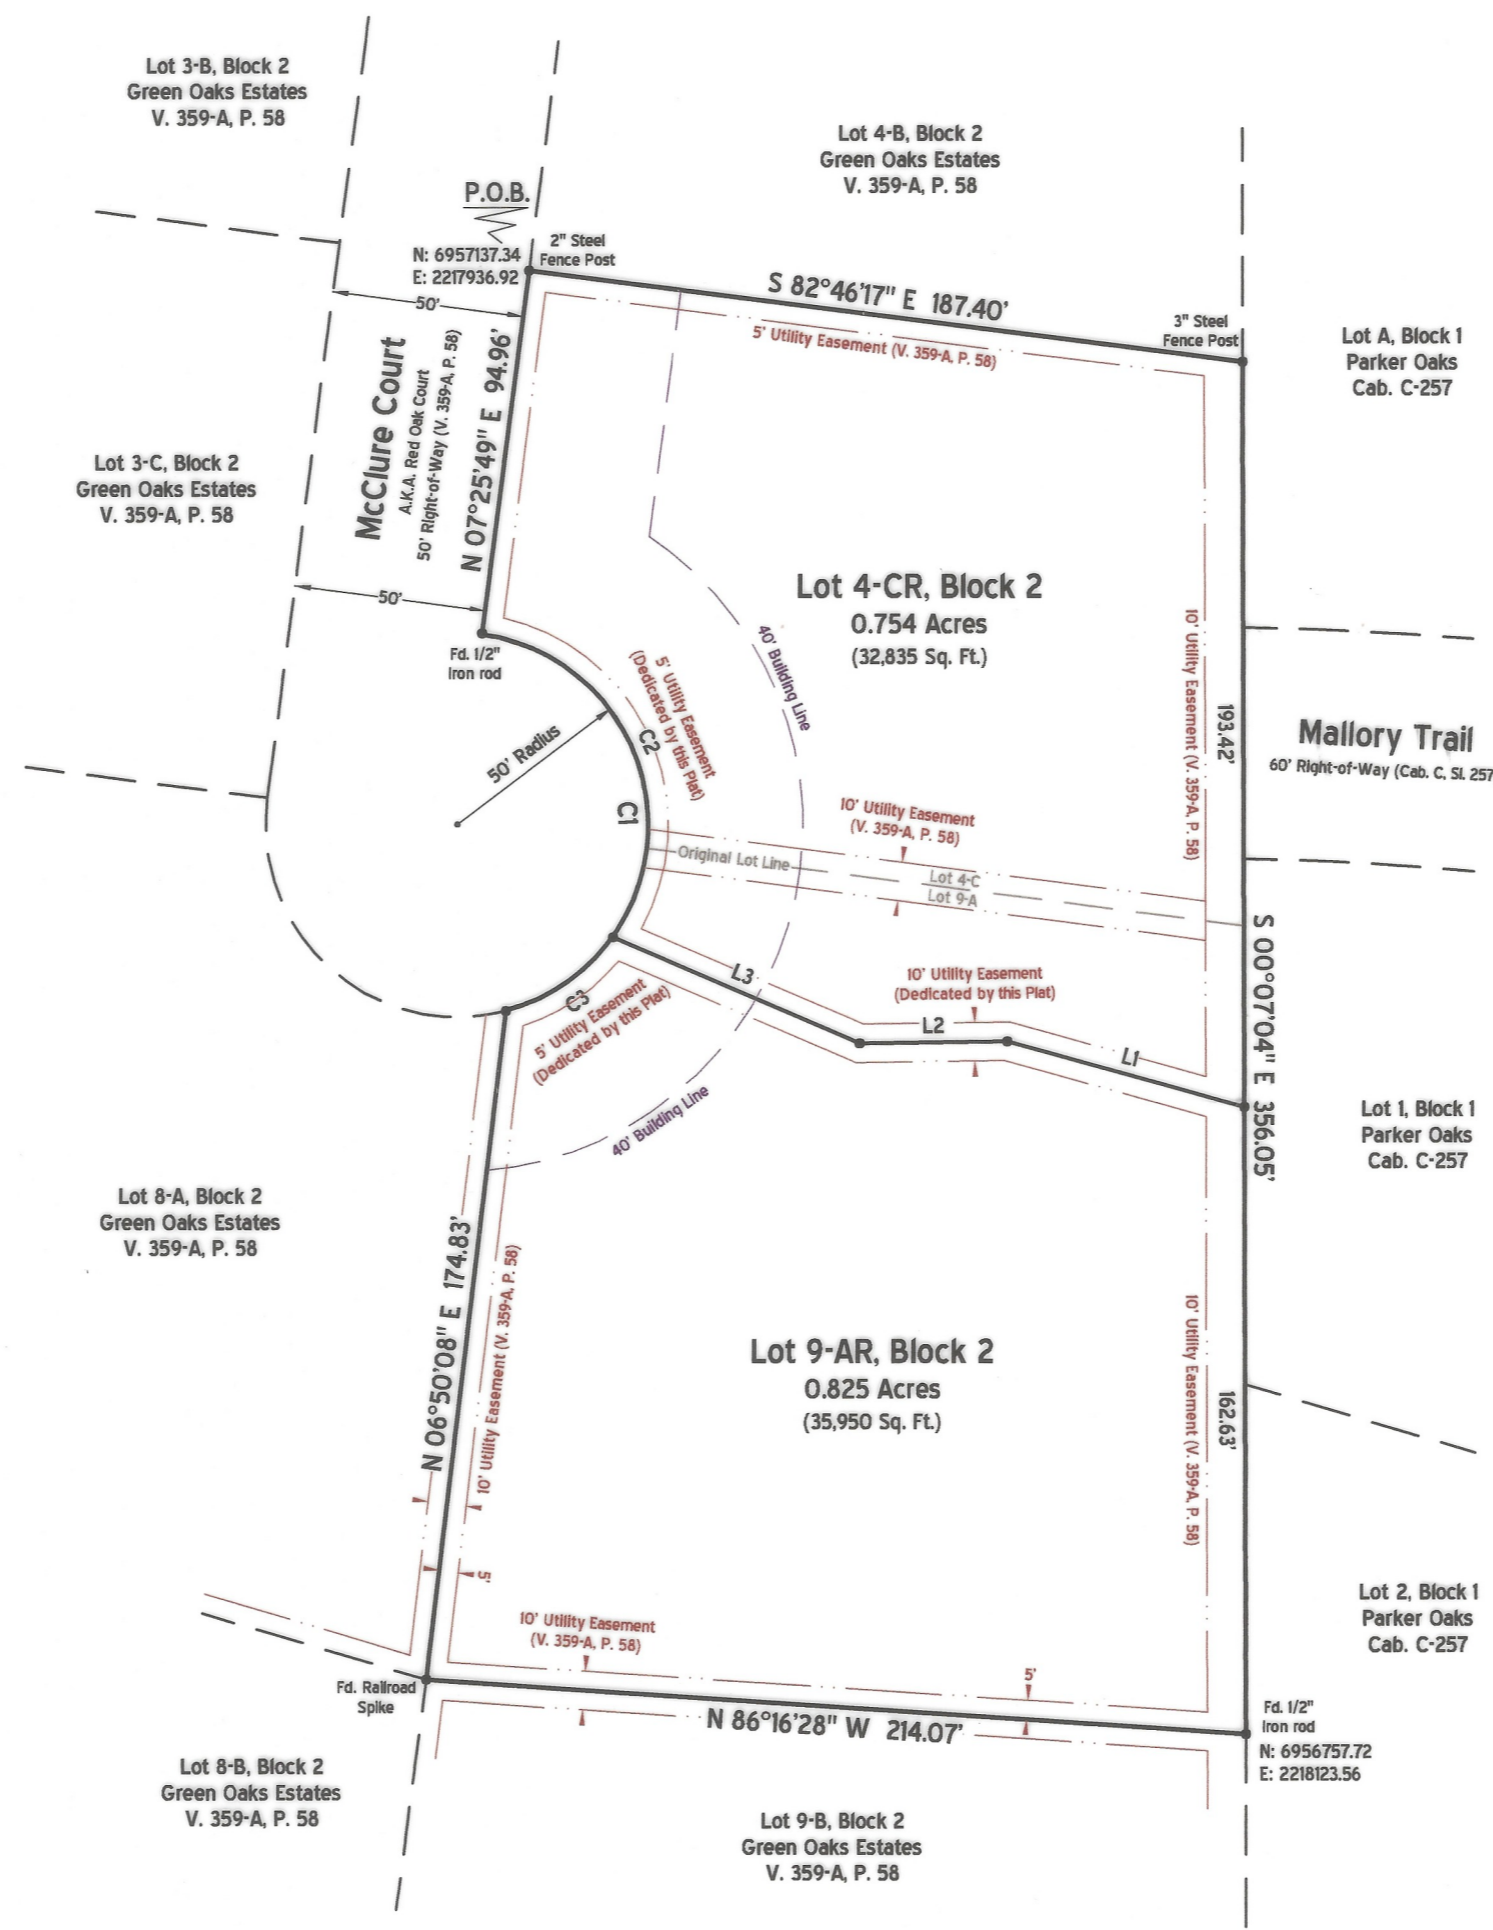 Lot 3-B, Block 2
Green Oaks Estates
V. 359-A, P. 58
Lot 4-B, Block 2
Green Oaks Estates
V. 359-A, P. 58
P.O.B.
N: 6957137.34
E: 2217936.92
2" Steel
Fence Post
S 82°46'17" E 187.40'
5' Utility Easement (V. 359-A, P. 58)
3" Steel
Fence Post
Lot A, Block 1
Parker Oaks
Cab. C-257
50'
McClure Court
A.K.A. Red Oak Court
50' Right-of-Way (V. 359-A, P. 58)
N 07°25'49" E 94.96'
50'
Lot 3-C, Block 2
Green Oaks Estates
V. 359-A, P. 58
Fd. 1/2"
Iron rod
Lot 4-CR, Block 2
0.754 Acres
(32,835 Sq. Ft.)
5' Utility Easement
(Dedicated by this Plat)
40' Building Line
10' Utility Easement (V. 359-A, P. 58)
193.42'
Mallory Trail
60' Right-of-Way (Cab. C, Sl. 257
50' Radius
C2
C1
10' Utility Easement
(V. 359-A, P. 58)
Original Lot Line
Lot 4-C
Lot 9-A
S 00°07'04" E 356.05'
L3
10' Utility Easement
(Dedicated by this Plat)
L2
L1
C3
5' Utility Easement
(Dedicated by this Plat)
40' Building Line
Lot 1, Block 1
Parker Oaks
Cab. C-257
Lot 8-A, Block 2
Green Oaks Estates
V. 359-A, P. 58
N 06°50'08" E 174.83'
10' Utility Easement (V. 359-A, P. 58)
Lot 9-AR, Block 2
0.825 Acres
(35,950 Sq. Ft.)
10' Utility Easement (V. 359-A, P. 58)
162.63'
5'
Lot 2, Block 1
Parker Oaks
Cab. C-257
10' Utility Easement
(V. 359-A, P. 58)
5'
Fd. Railroad
Spike
N 86°16'28" W 214.07'
Fd. 1/2"
Iron rod
N: 6956757.72
E: 2218123.56
Lot 8-B, Block 2
Green Oaks Estates
V. 359-A, P. 58
Lot 9-B, Block 2
Green Oaks Estates
V. 359-A, P. 58